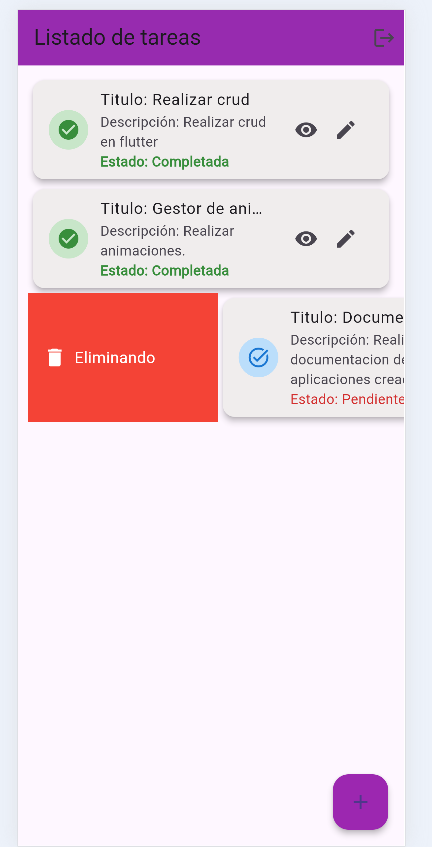 Listado de tareas
Titulo: Realizar crud
Descripción: Realizar crud
en flutter
Estado: Completada
Titulo: Gestor de ani...
Descripción: Realizar
animaciones.
Estado: Completada
Eliminando
Titulo: Docume
Descripción: Reali
documentacion de
aplicaciones crea
Estado: Pendiente